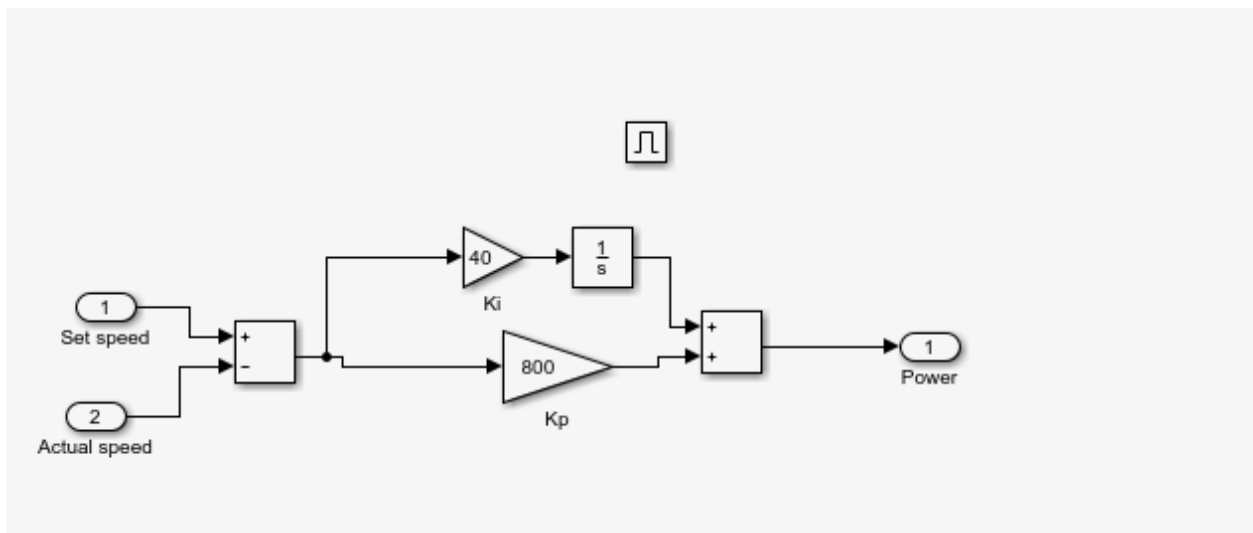 40
1
s
Ki
1
Set speed
+
−
+
+
800
1
Power
Kp
2
Actual speed